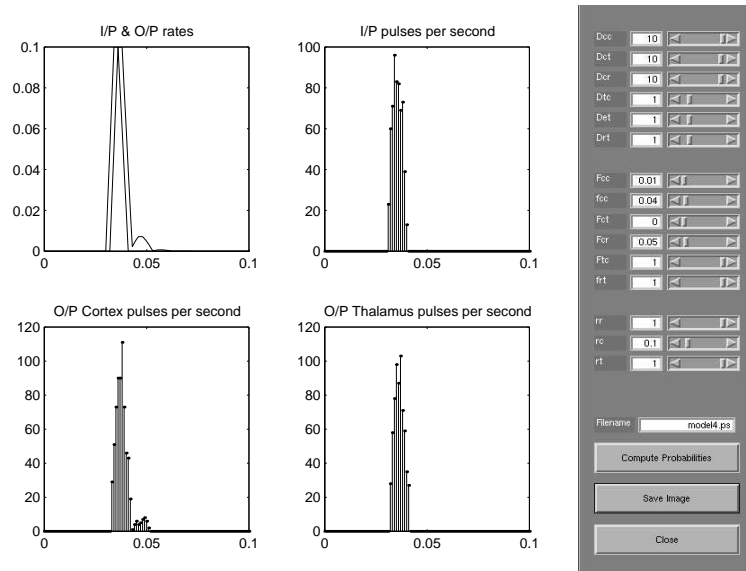 I/P & O/P rates
0.1
0.08
0.06
0.04
0.02
0
0 0.05 0.1
I/P pulses per second
100
80
60
40
20
0
0 0.05 0.1
O/P Cortex pulses per second
120
100
80
60
40
20
0
0 0.05 0.1
O/P Thalamus pulses per second
120
100
80
60
40
20
0
0 0.05 0.1
Dcc 10
Dct 10
Dcr 10
Dtc 1
Det 1
Drt 1
Fcc 0.01
fcc 0.04
Fct 0
Fcr 0.05
Ftc 1
frt 1
rr 1
rc 0.1
rt 1
Filename model4.ps
Compute Probabilities
Save Image
Close